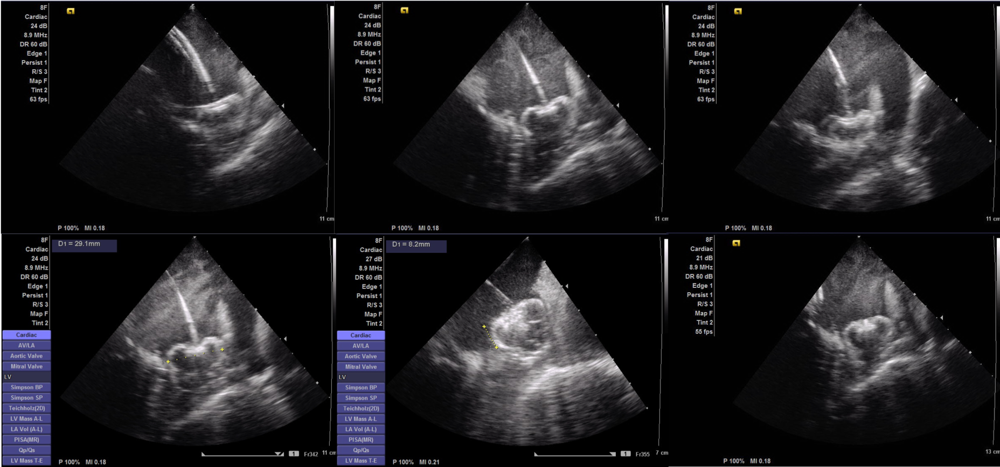 8F
Cardiac
24 dB
8.9 MHz
DR 60 dB
Edge 1
Persist 1
R/S 3
Map F
Tint 2
63 fps
11 cm
P 100% MI 0.18
8F
Cardiac
24 dB
8.9 MHz
DR 60 dB
Edge 1
Persist 1
R/S 3
Map F
Tint 2
63 fps
11 cm
P 100% MI 0.18
8F
Cardiac
24 dB
8.9 MHz
DR 60 dB
Edge 1
Persist 1
R/S 3
Map F
Tint 2
63 fps
11 cm
P 100% MI 0.18
D1 = 29.1mm
8F
Cardiac
24 dB
8.9 MHz
DR 60 dB
Edge 1
Persist 1
R/S 3
Map F
Tint 2
Cardiac
AV/LA
Aortic Valve
Mitral Valve
LV
Simpson BP
Simpson SP
Teichholz(2D)
LV Mass A-L
LA Vol (A-L)
PISA(MR)
Qp/Qs
LV Mass T-E
1
1 Fr342 11 cm
P 100% MI 0.18
D1 = 8.2mm
8F
Cardiac
27 dB
8.9 MHz
DR 60 dB
Edge 1
Persist 1
R/S 3
Map F
Tint 2
Cardiac
AV/LA
Aortic Valve
Mitral Valve
LV
Simpson BP
Simpson SP
Teichholz(2D)
LV Mass A-L
LA Vol (A-L)
PISA(MR)
Qp/Qs
LV Mass T-E
1
1 Fr355 7 cm
P 100% MI 0.21
8F
Cardiac
21 dB
8.9 MHz
DR 60 dB
Edge 1
Persist 1
R/S 3
Map F
Tint 2
55 fps
13 cm
P 100% MI 0.18